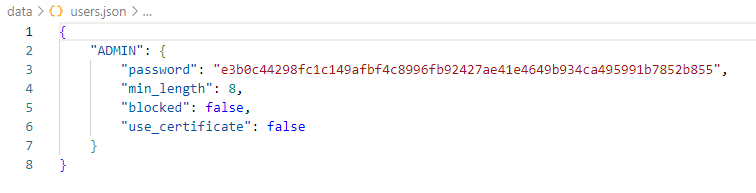 data > {} users.json > ...
1 {
2 "ADMIN": {
3 "password": "e3b0c44298fc1c149afbf4c8996fb92427ae41e4649b934ca495991b7852b855",
4 "min_length": 8,
5 "blocked": false,
6 "use_certificate": false
7 }
8 }